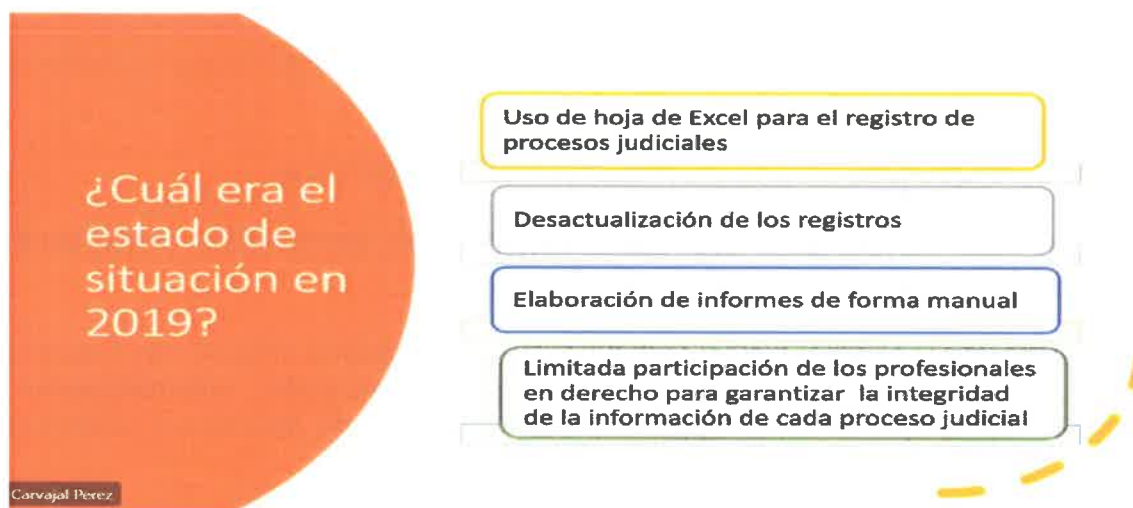 ¿Cuál era el
estado de
situación en
2019?
Uso de hoja de Excel para el registro de
procesos judiciales
Desactualización de los registros
Elaboración de informes de forma manual
Limitada participación de los profesionales
en derecho para garantizar la integridad
de la información de cada proceso judicial
Carvajal Perez